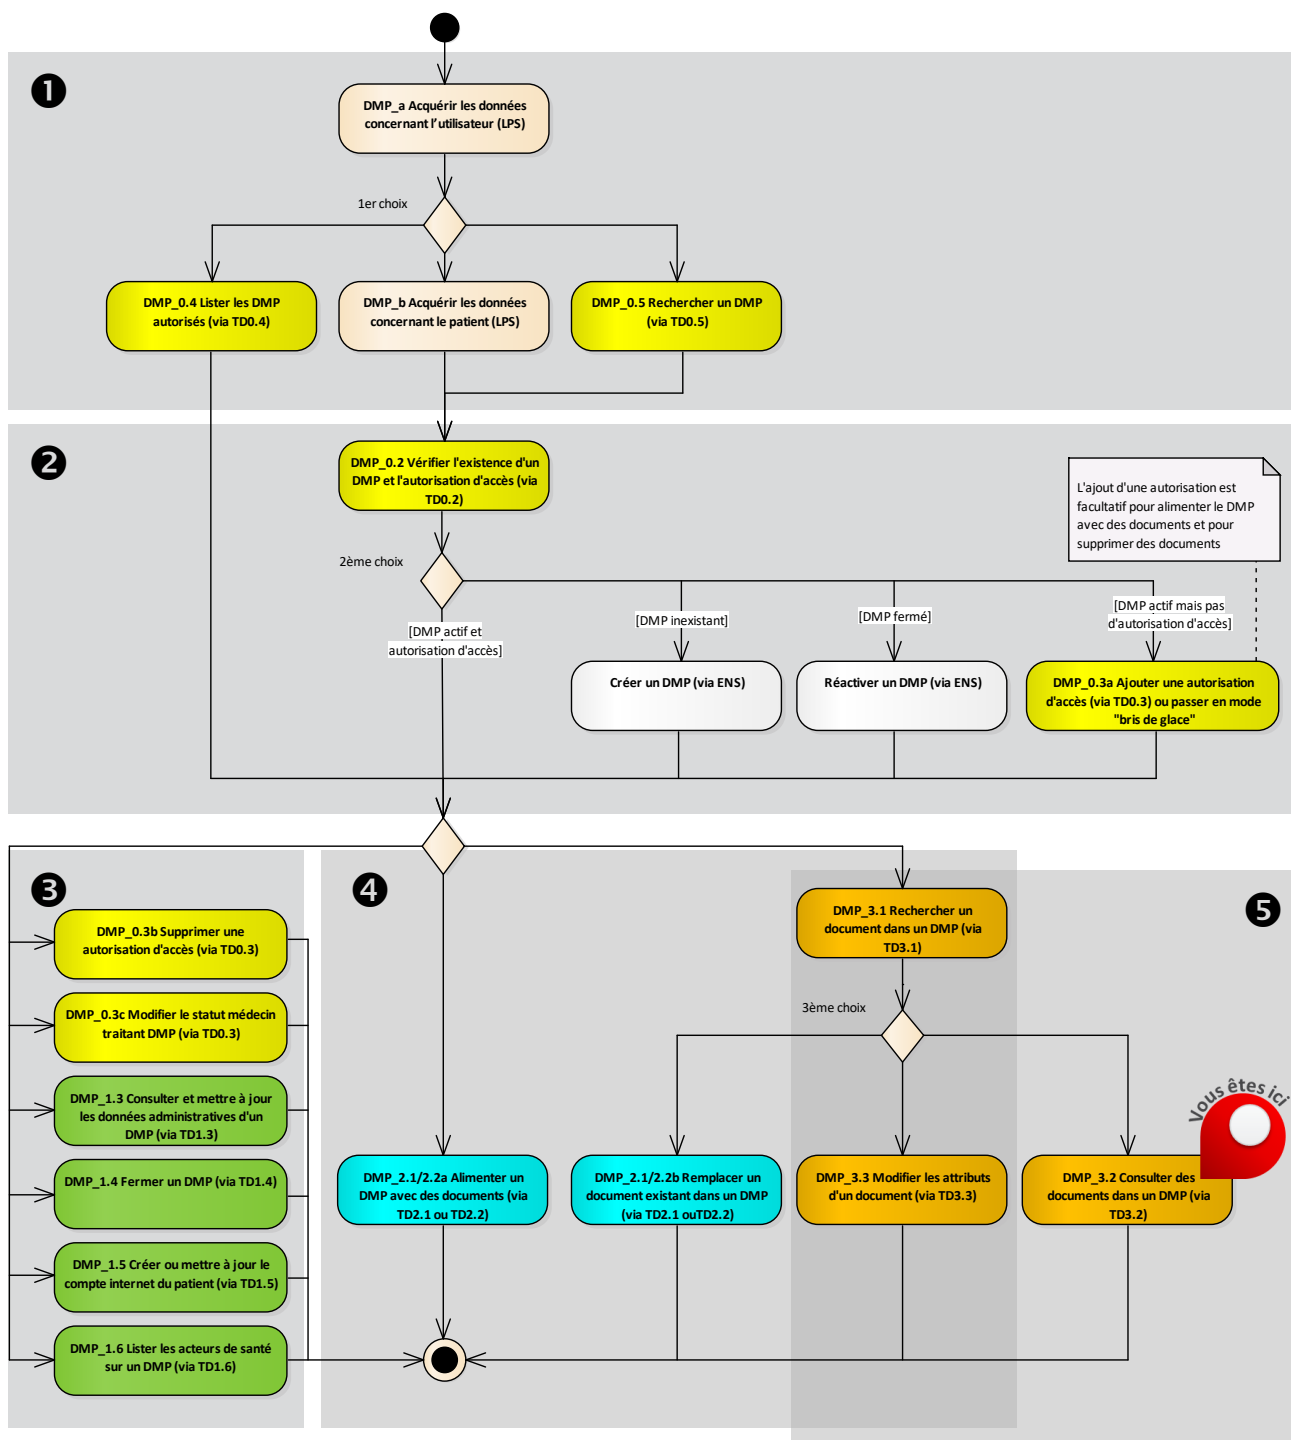 ❶
DMP_a Acquérir les données
concernant l'utilisateur (LPS)
1er choix
DMP_0.4 Lister les DMP
autorisés (via TD0.4)
DMP_b Acquérir les données
concernant le patient (LPS)
DMP_0.5 Rechercher un DMP
(via TD0.5)
❷
DMP_0.2 Vérifier l'existence d'un
DMP et l'autorisation d'accès (via
TD0.2)
L'ajout d'une autorisation est
facultatif pour alimenter le DMP
avec des documents et pour
supprimer des documents
2ème choix
[DMP actif et
autorisation d'accès]
[DMP inexistant]
[DMP fermé]
[DMP actif mais pas
d'autorisation d'accès]
Créer un DMP (via ENS)
Réactiver un DMP (via ENS)
DMP_0.3a Ajouter une autorisation
d'accès (via TD0.3) ou passer en mode
"bris de glace"
❸
DMP_0.3b Supprimer une
autorisation d'accès (via TD0.3)
DMP_0.3c Modifier le statut médecin
traitant DMP (via TD0.3)
DMP_1.3 Consulter et mettre à jour
les données administratives d'un
DMP (via TD1.3)
DMP_1.4 Fermer un DMP (via TD1.4)
DMP_1.5 Créer ou mettre à jour le
compte internet du patient (via TD1.5)
DMP_1.6 Lister les acteurs de santé
sur un DMP (via TD1.6)
❹
❺
DMP_3.1 Rechercher un
document dans un DMP (via
TD3.1)
3ème choix
Vous êtes ici
DMP_2.1/2.2a Alimenter un
DMP avec des documents (via
TD2.1 ou TD2.2)
DMP_2.1/2.2b Remplacer un
document existant dans un DMP
(via TD2.1 ouTD2.2)
DMP_3.3 Modifier les attributs
d'un document (via TD3.3)
DMP_3.2 Consulter des
documents dans un DMP (via
TD3.2)